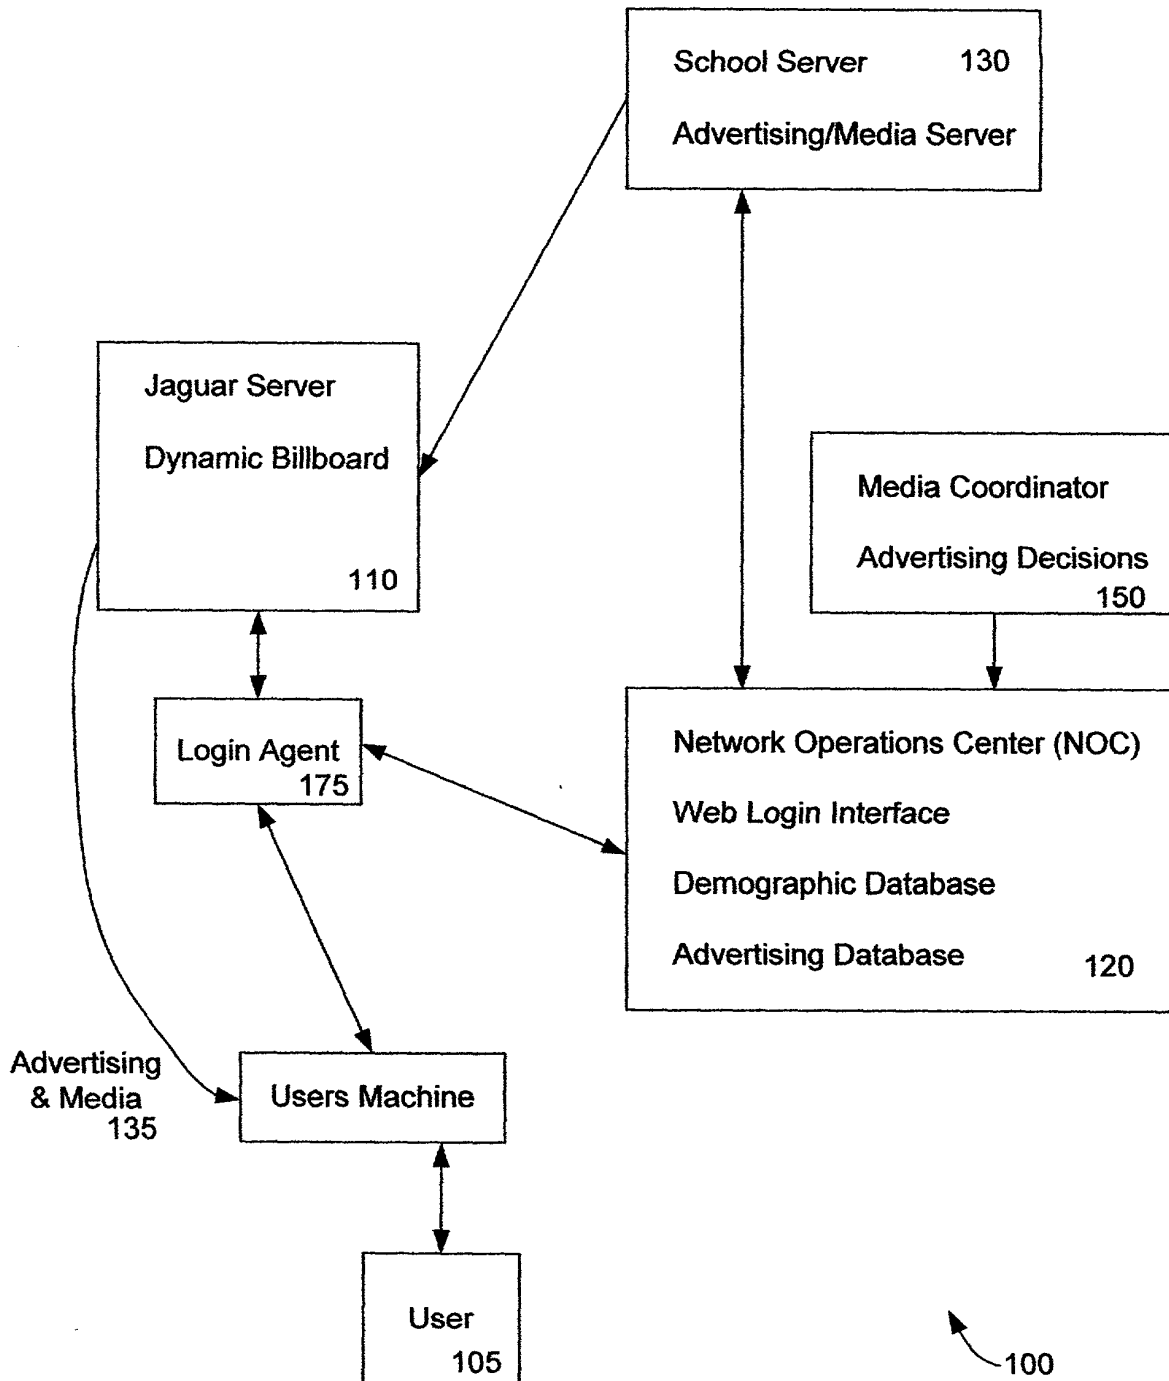 School Server 130
Advertising/Media Server
Jaguar Server
Dynamic Billboard
110
Media Coordinator
Advertising Decisions
150
Login Agent
175
Network Operations Center (NOC)
Web Login Interface
Demographic Database
Advertising Database 120
Advertising
& Media
135
Users Machine
User
105
100